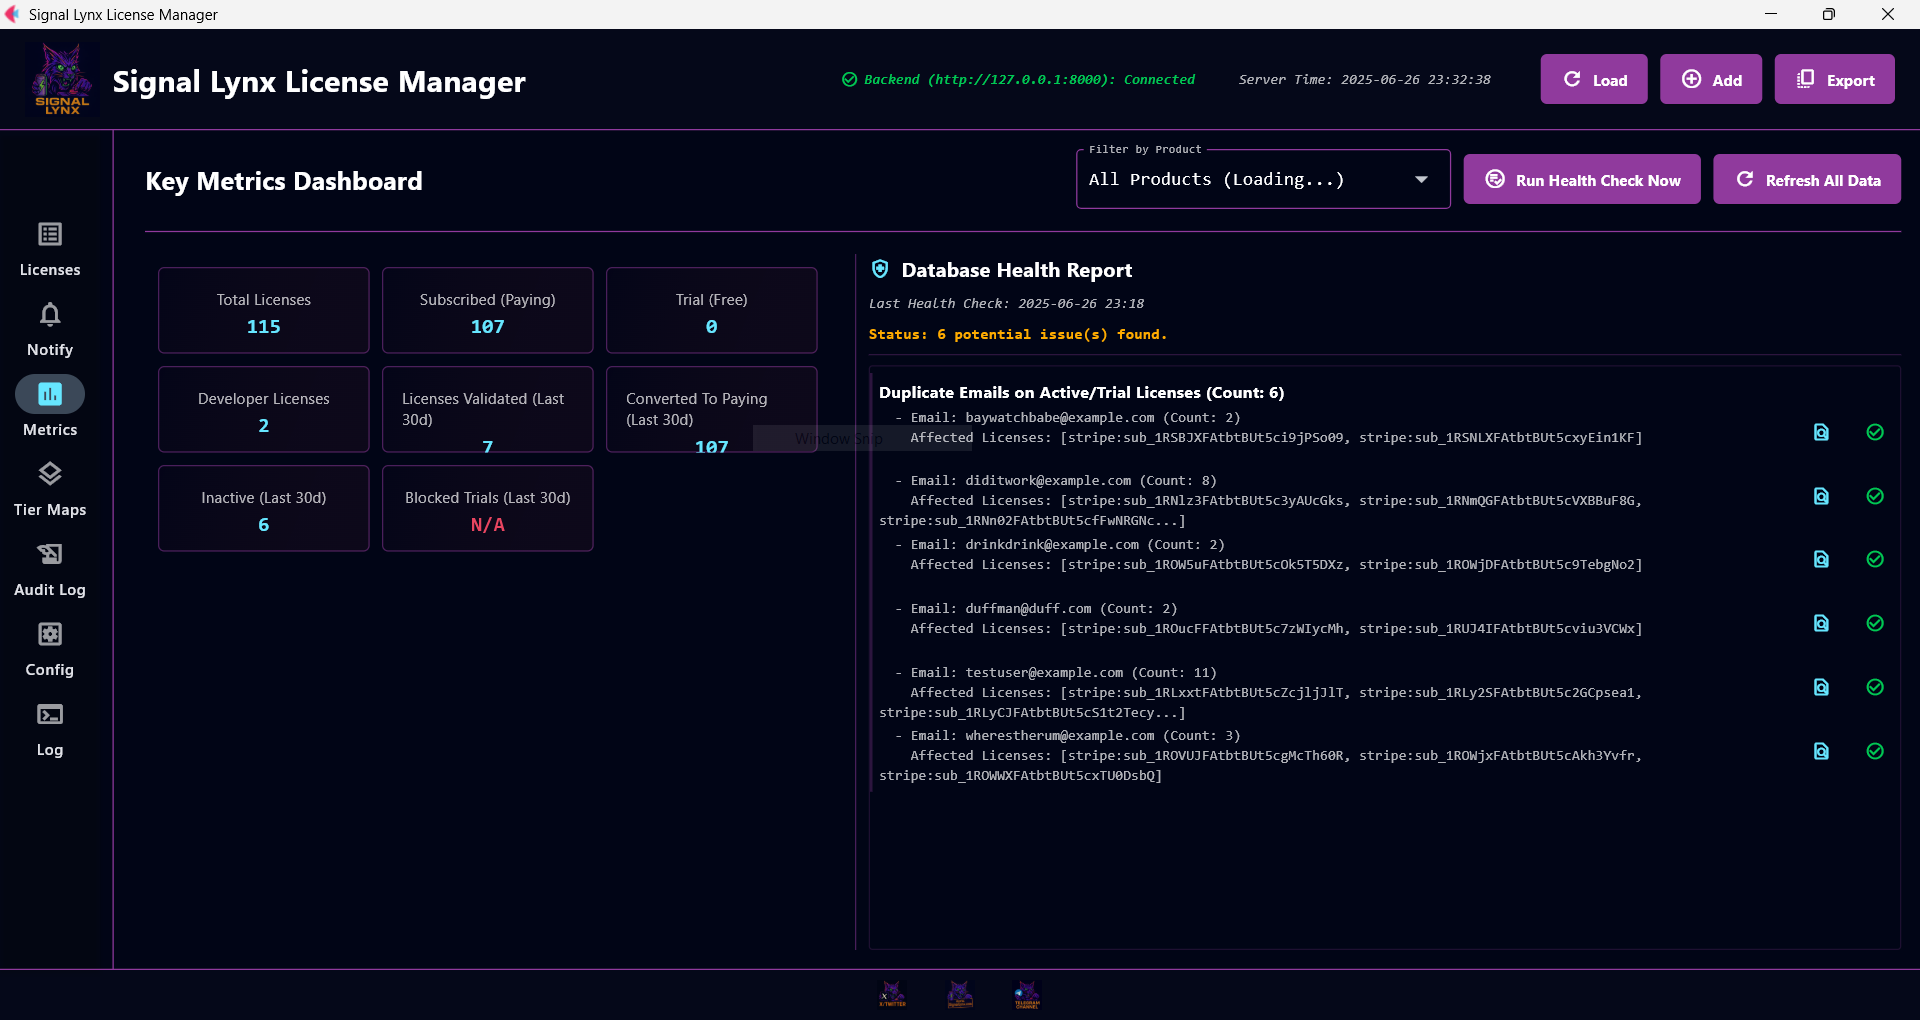 Signal Lynx License Manager
SIGNAL
LYNX
Signal Lynx License Manager
Backend (http://127.0.0.1:8000): Connected
Server Time: 2025-06-26 23:32:38
Load
Add
Export
Key Metrics Dashboard
Filter by Product
All Products (Loading...)
Run Health Check Now
Refresh All Data
Licenses
Notify
Metrics
Tier Maps
Audit Log
Config
Log
Total Licenses
115
Subscribed (Paying)
107
Trial (Free)
0
Developer Licenses
2
Licenses Validated (Last
30d)
7
Converted To Paying
(Last 30d)
107
Inactive (Last 30d)
6
Blocked Trials (Last 30d)
N/A
Window Snip
Database Health Report
Last Health Check: 2025-06-26 23:18
Status: 6 potential issue(s) found.
Duplicate Emails on Active/Trial Licenses (Count: 6)
- Email: baywatchbabe@example.com (Count: 2)
Affected Licenses: [stripe:sub_1RSBJXFAtbtBUt5ci9jPSo09, stripe:sub_1RSNLXFAtbtBUt5cxyEin1KF]
- Email: diditwork@example.com (Count: 8)
Affected Licenses: [stripe:sub_1RNlz3FAtbtBUt5c3yAUcGks, stripe:sub_1RNmQGFAtbtBUt5cVXBBuF8G,
stripe:sub_1RNn02FAtbtBUt5cfFwNRGNc...]
- Email: drinkdrink@example.com (Count: 2)
Affected Licenses: [stripe:sub_1ROW5uFAtbtBUt5cOk5T5DXz, stripe:sub_1ROWjDFAtbtBUt5c9TebgNo2]
- Email: duffman@duff.com (Count: 2)
Affected Licenses: [stripe:sub_1ROucFFAtbtBUt5c7zWIycMh, stripe:sub_1RUJ4IFAtbtBUt5cviu3VCWx]
- Email: testuser@example.com (Count: 11)
Affected Licenses: [stripe:sub_1RLxxtFAtbtBUt5cZcjljJlT, stripe:sub_1RLy2SFAtbtBUt5c2GCpsea1,
stripe:sub_1RLyCJFAtbtBUt5cS1t2Tecy...]
- Email: wherestherum@example.com (Count: 3)
Affected Licenses: [stripe:sub_1ROVUJFAtbtBUt5cgMcTh60R, stripe:sub_1ROWjxFAtbtBUt5cAkh3Yvfr,
stripe:sub_1ROWWXFAtbtBUt5cxTU0DsbQ]
X/TWITTER
TELEGRAM
CHANNEL